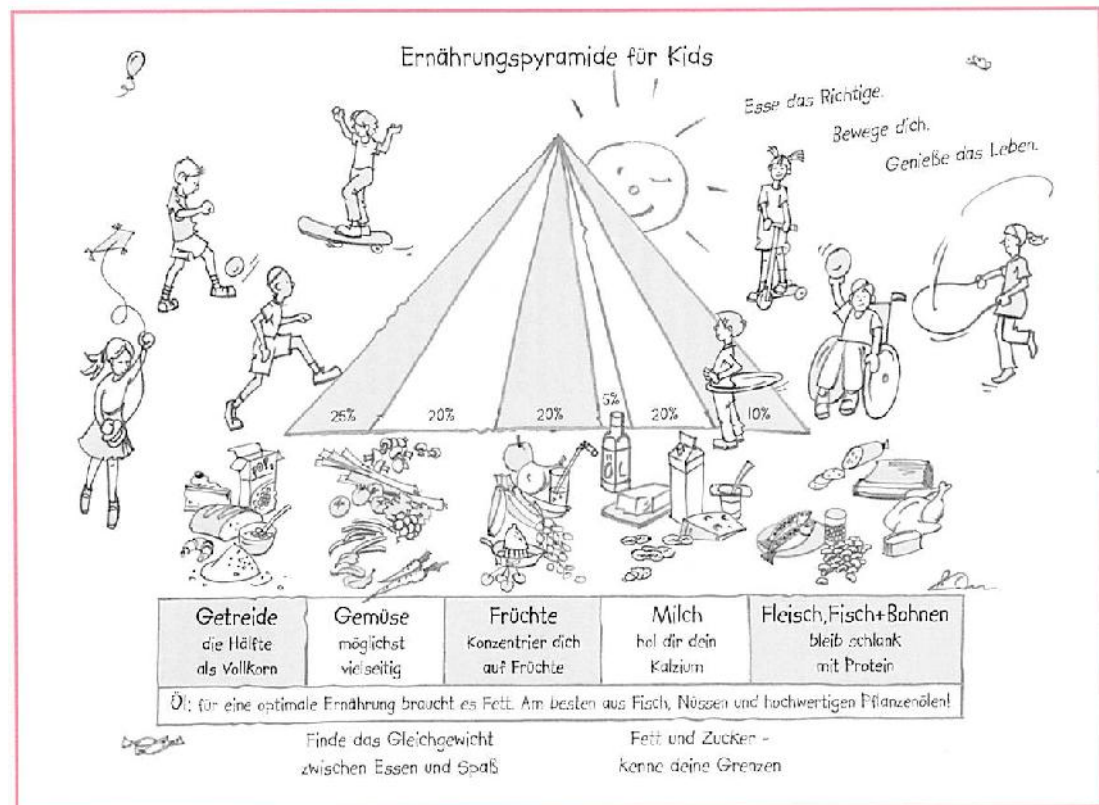 Ernährungspyramide für Kids
Esse das Richtige.
Bewege dich.
Genieße das Leben.
25%
20%
20%
5%
20%
10%
ÖL
Getreide
die Hälfte
als Vollkorn
Gemüse
möglichst
vielseitig
Früchte
Konzentrier dich
auf Früchte
Milch
hol dir dein
Kalzium
Fleisch, Fisch+Bohnen
bleib schlank
mit Protein
Öl: für eine optimale Ernährung braucht es Fett. Am besten aus Fisch, Nüssen und hochwertigen Pflanzenölen!
Finde das Gleichgewicht
zwischen Essen und Spaß
Fett und Zucker -
kenne deine Grenzen